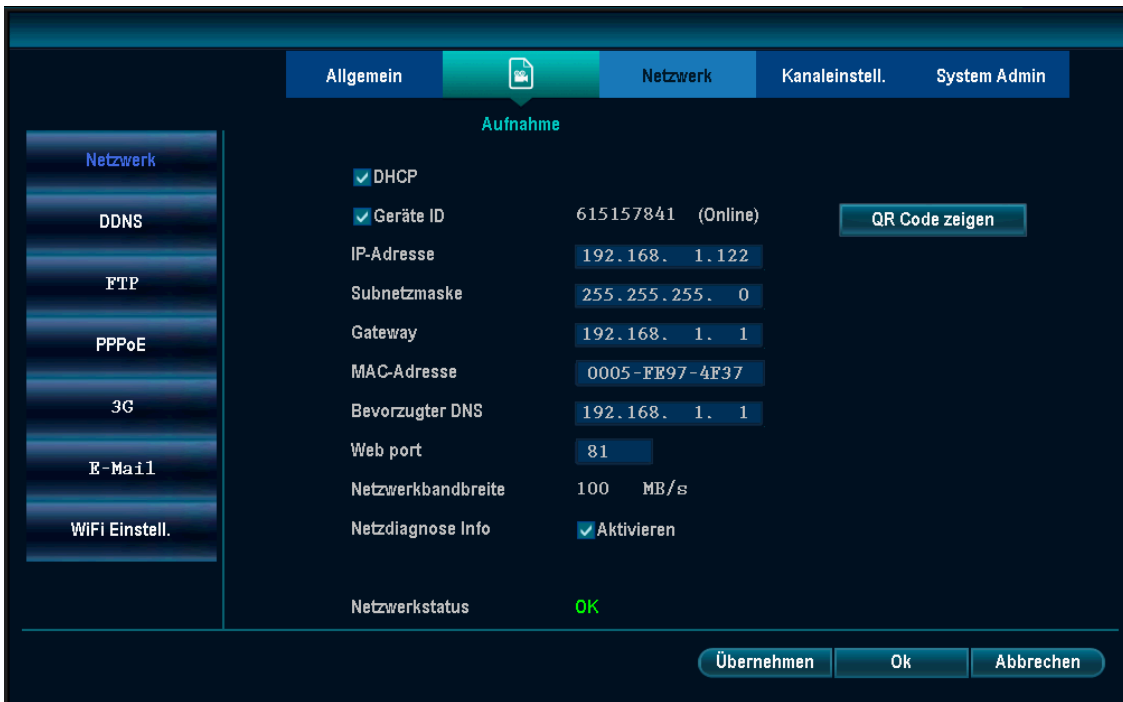 Allgemein Netzwerk Kanaleinstell. System Admin
Aufnahme
Netzwerk
DDNS
FTP
PPPoE
3G
E-Mail
WiFi Einstell.
DHCP
Geräte ID 615157841 (Online) QR Code zeigen
IP-Adresse 192.168. 1.122
Subnetzmaske 255.255.255. 0
Gateway 192.168. 1. 1
MAC-Adresse 0005-FE97-4F37
Bevorzugter DNS 192.168. 1. 1
Web port 81
Netzwerkbandbreite 100 MB/s
Netzdiagnose Info Aktivieren
Netzwerkstatus OK
Übernehmen Ok Abbrechen